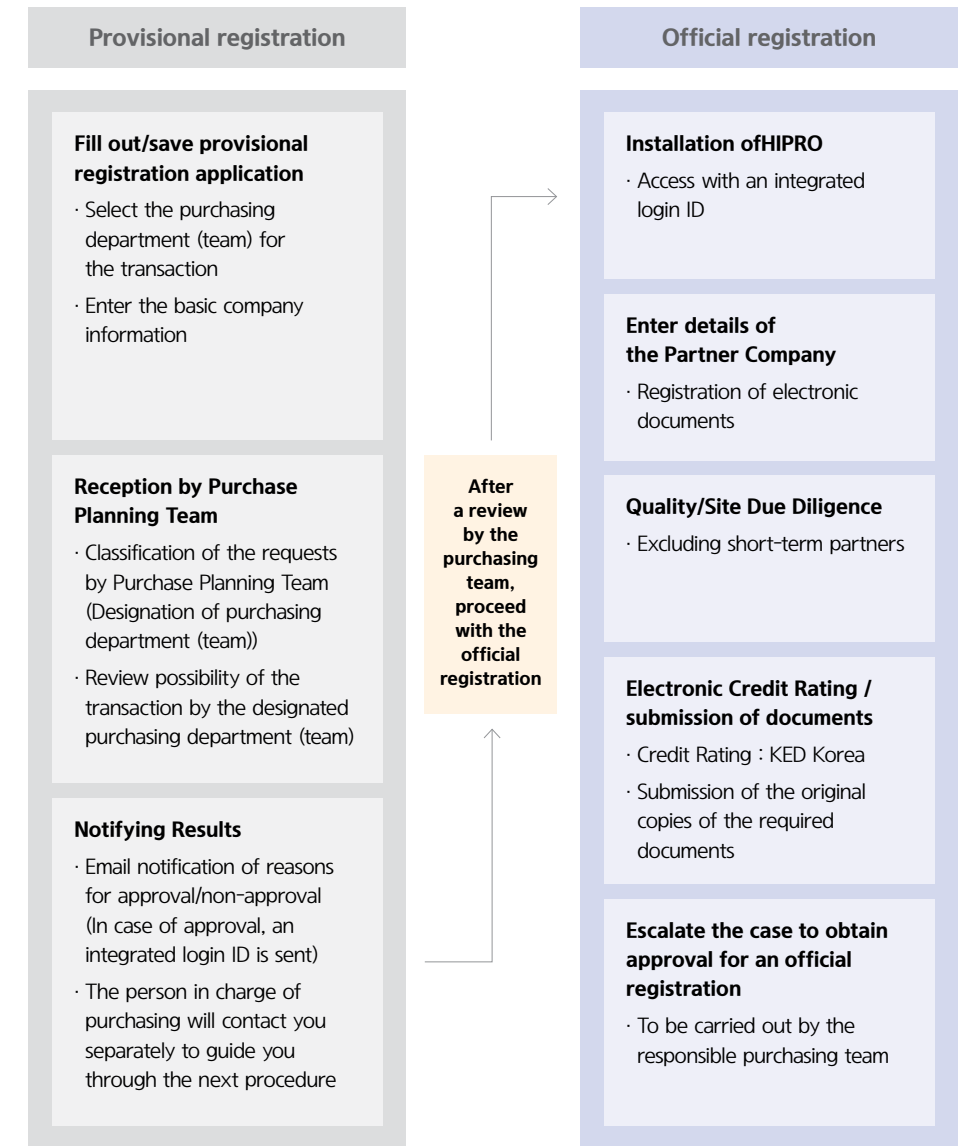 Provisional registration
Fill out/save provisional
registration application
· Select the purchasing
department (team) for
the transaction
· Enter the basic company
information
Reception by Purchase
Planning Team
· Classification of the requests
by Purchase Planning Team
(Designation of purchasing
department (team))
· Review possibility of the
transaction by the designated
purchasing department (team)
Notifying Results
· Email notification of reasons
for approval/non-approval
(In case of approval, an
integrated login ID is sent)
· The person in charge of
purchasing will contact you
separately to guide you
through the next procedure
After
a review
by the
purchasing
team,
proceed
with the
official
registration
Official registration
Installation ofHIPRO
· Access with an integrated
login ID
Enter details of
the Partner Company
· Registration of electronic
documents
Quality/Site Due Diligence
· Excluding short-term partners
Electronic Credit Rating /
submission of documents
· Credit Rating : KED Korea
· Submission of the original
copies of the required
documents
Escalate the case to obtain
approval for an official
registration
· To be carried out by the
responsible purchasing team